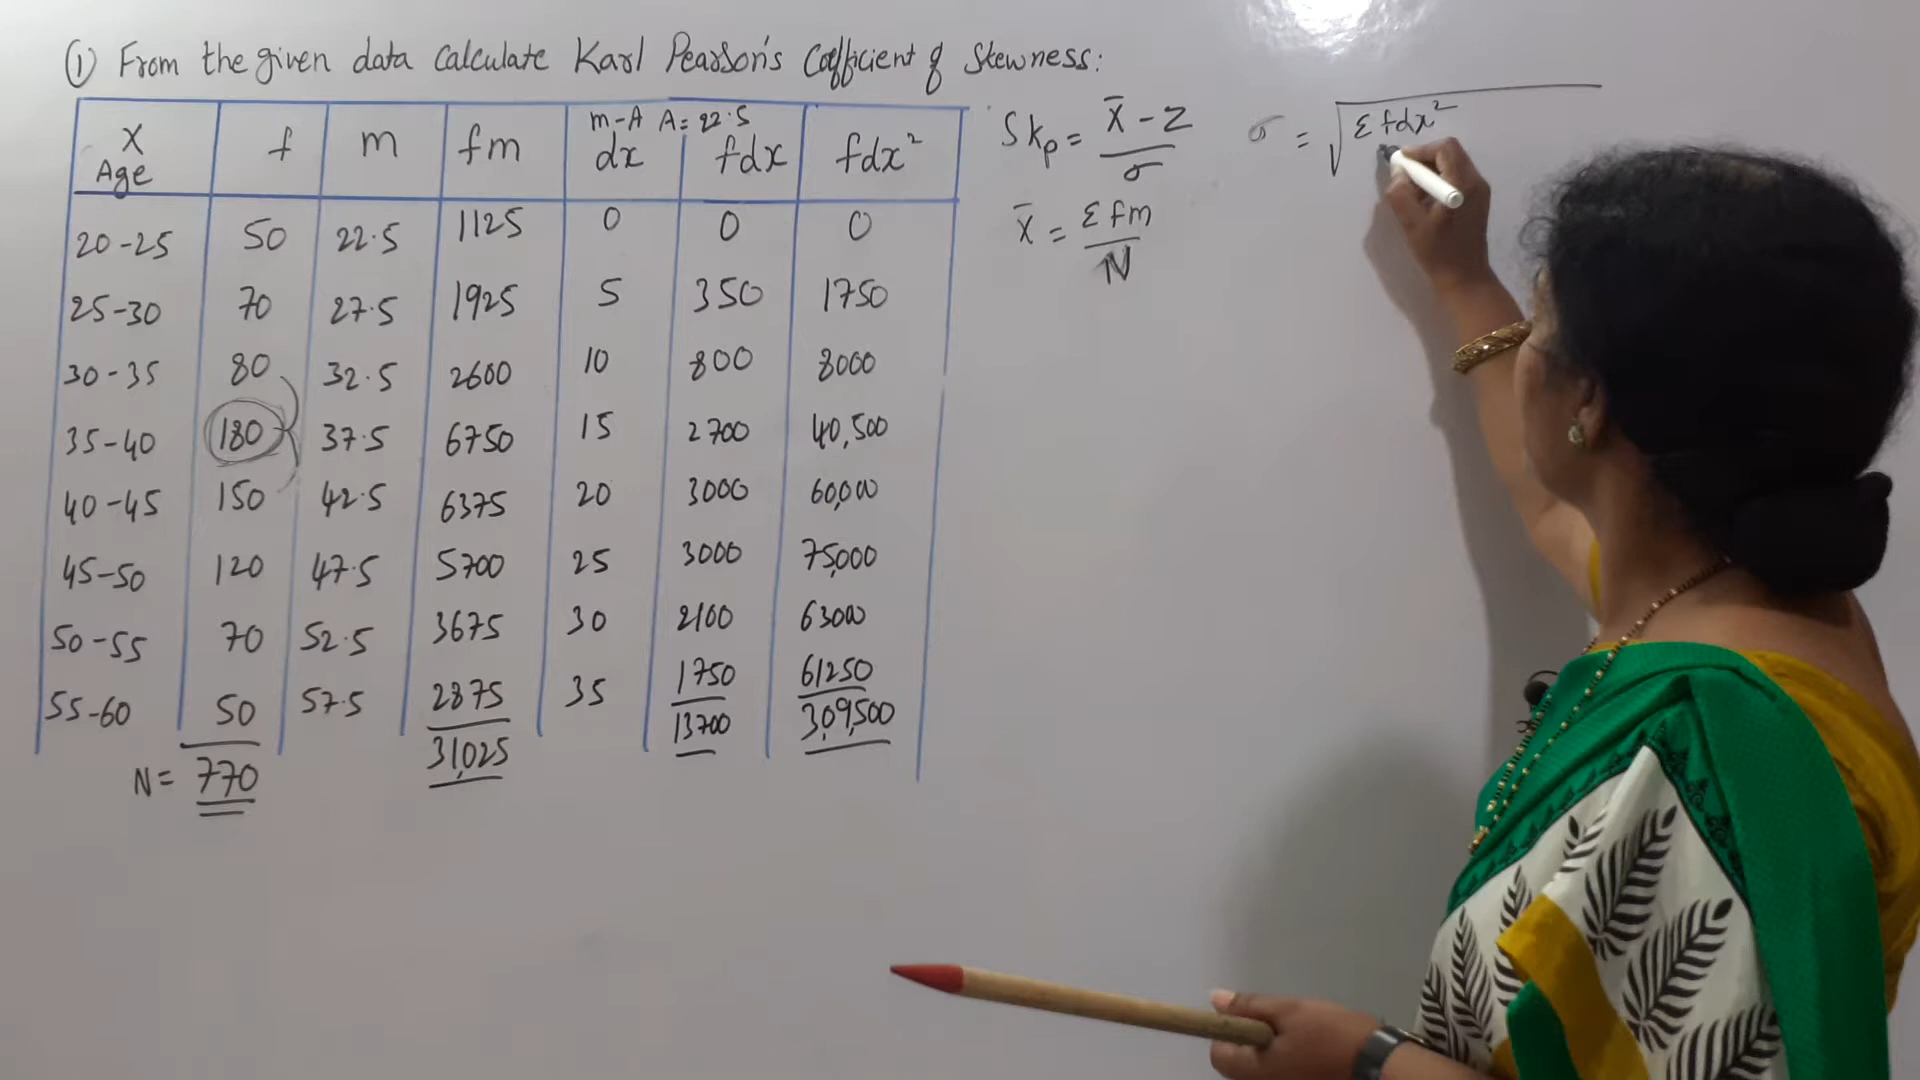 ① From the given data calculate Karl Pearson's Coefficient of Skewness:
X Age f m fm m-A dx A=22.5 fdx fdx²
20-25 50 22.5 1125 0 0 0
25-30 70 27.5 1925 5 350 1750
30-35 80 32.5 2600 10 800 8000
35-40 180 37.5 6750 15 2700 40,500
40-45 150 42.5 6375 20 3000 60,000
45-50 120 47.5 5700 25 3000 75,000
50-55 70 52.5 3675 30 2100 63000
55-60 50 57.5 2875 35 1750 61250
N= 770 31,025 13700 3,09,500
Skp = X̄ - Z / σ
X̄ = Σfm / N
σ = √Σfdx²